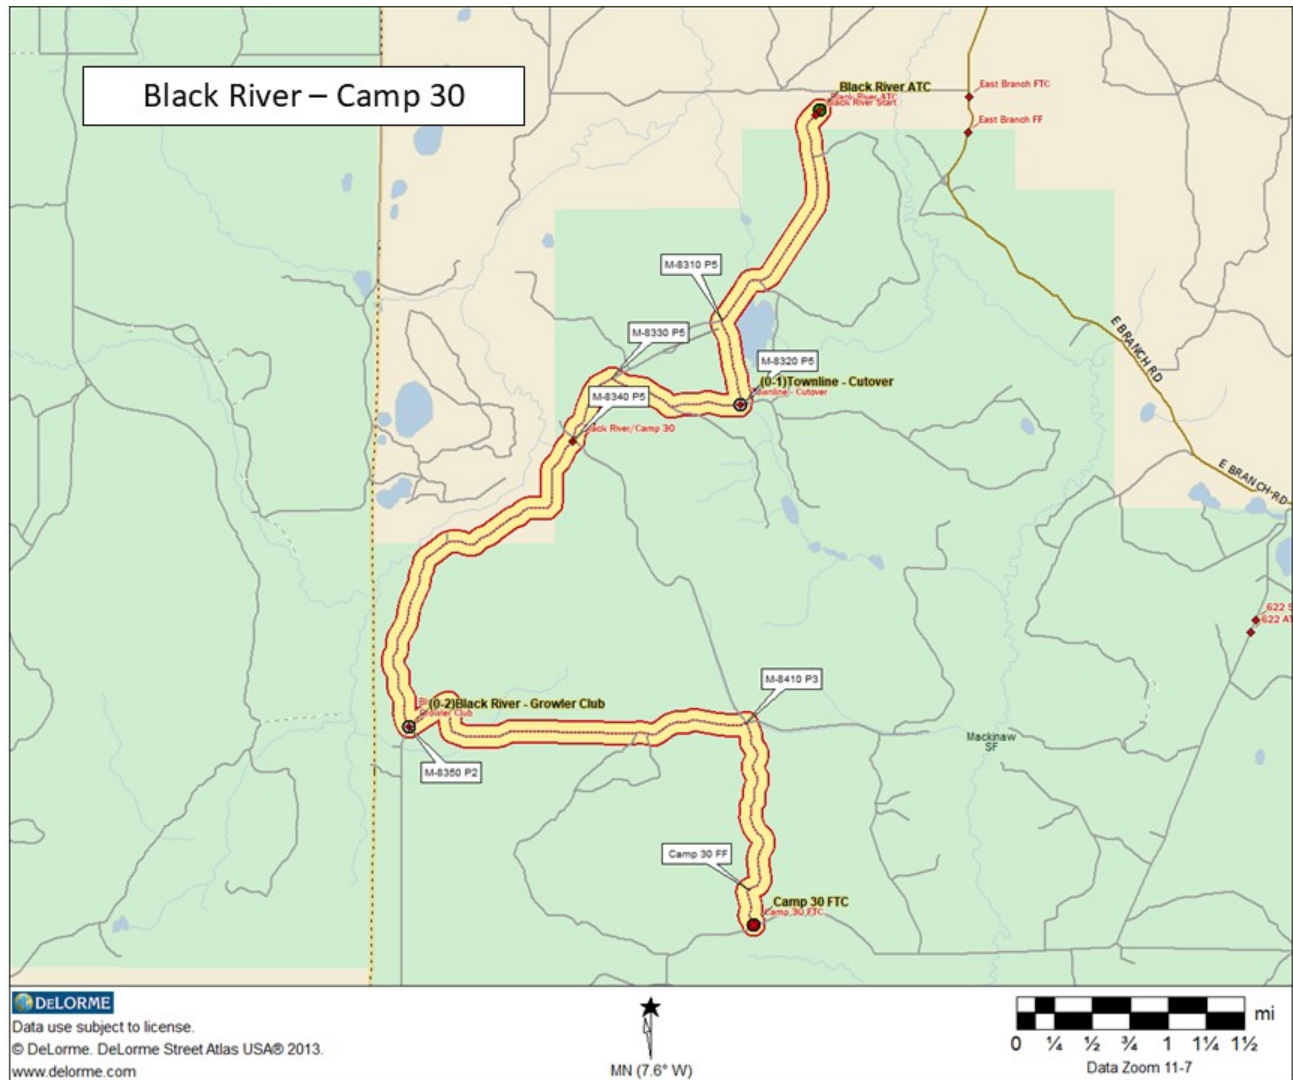 Black River – Camp 30
Black River ATC
Black River Start
East Branch FTC
East Branch FF
M-8310 P5
M-8330 P5
E BRANCH RD
M-8320 P5
(0-1)Townline - Cutover
Townline - Cutover
M-8340 P5
Black River/Camp 30
E BRANCH RD
622
622
M-8410 P3
(0-2)Black River - Growler Club
Growler Club
Mackinaw
SF
M-8350 P2
Camp 30 FF
Camp 30 FTC
Camp 30 FTC
DELORME
Data use subject to license.
© DeLorme. DeLorme Street Atlas USA® 2013.
www.delorme.com
MN (7.6° W)
mi
0 ¼ ½ ¾ 1 1¼ 1½
Data Zoom 11-7